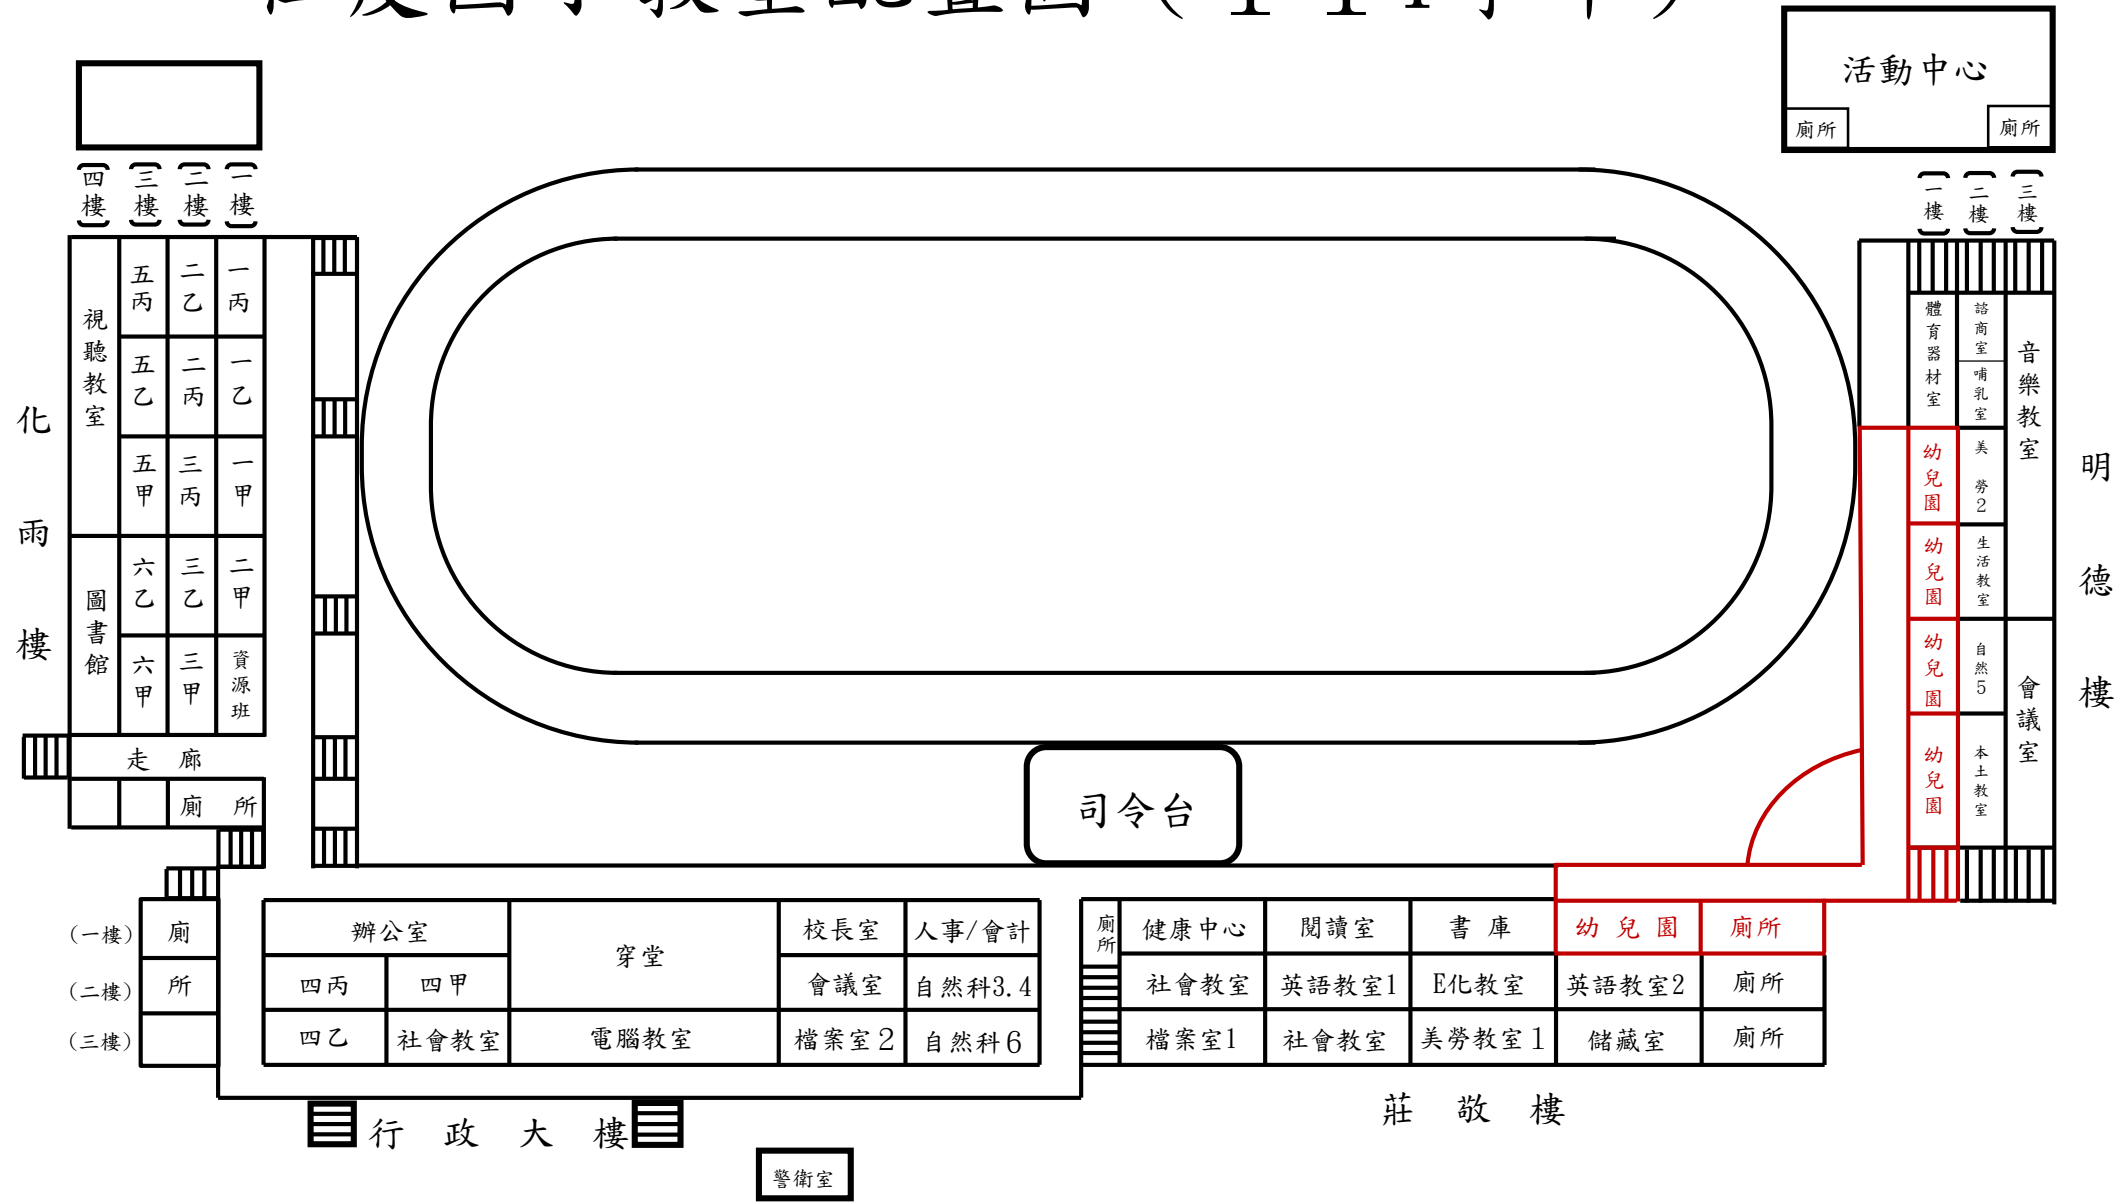 活動中心
廁所
廁所
四樓
三樓
二樓
一樓
一樓
二樓
三樓
化雨樓
視聽教室
圖書館
五丙
五乙
五甲
六乙
六甲
二乙
二丙
三丙
三乙
三甲
一丙
一乙
一甲
二甲
資源班
走廊
廁所
體育器材室
幼兒園
幼兒園
幼兒園
幼兒園
諮商室
哺乳室
美勞2
生活教室
自然5
本土教室
音樂教室
會議室
明德樓
司令台
(一樓)
(二樓)
(三樓)
廁所
辦公室
穿堂
校長室
人事/會計
四丙
四甲
會議室
自然科3.4
四乙
社會教室
電腦教室
檔案室2
自然科6
廁所
健康中心
閱讀室
書庫
幼兒園
廁所
社會教室
英語教室1
E化教室
英語教室2
廁所
檔案室1
社會教室
美勞教室1
儲藏室
廁所
行政大樓
莊敬樓
警衛室